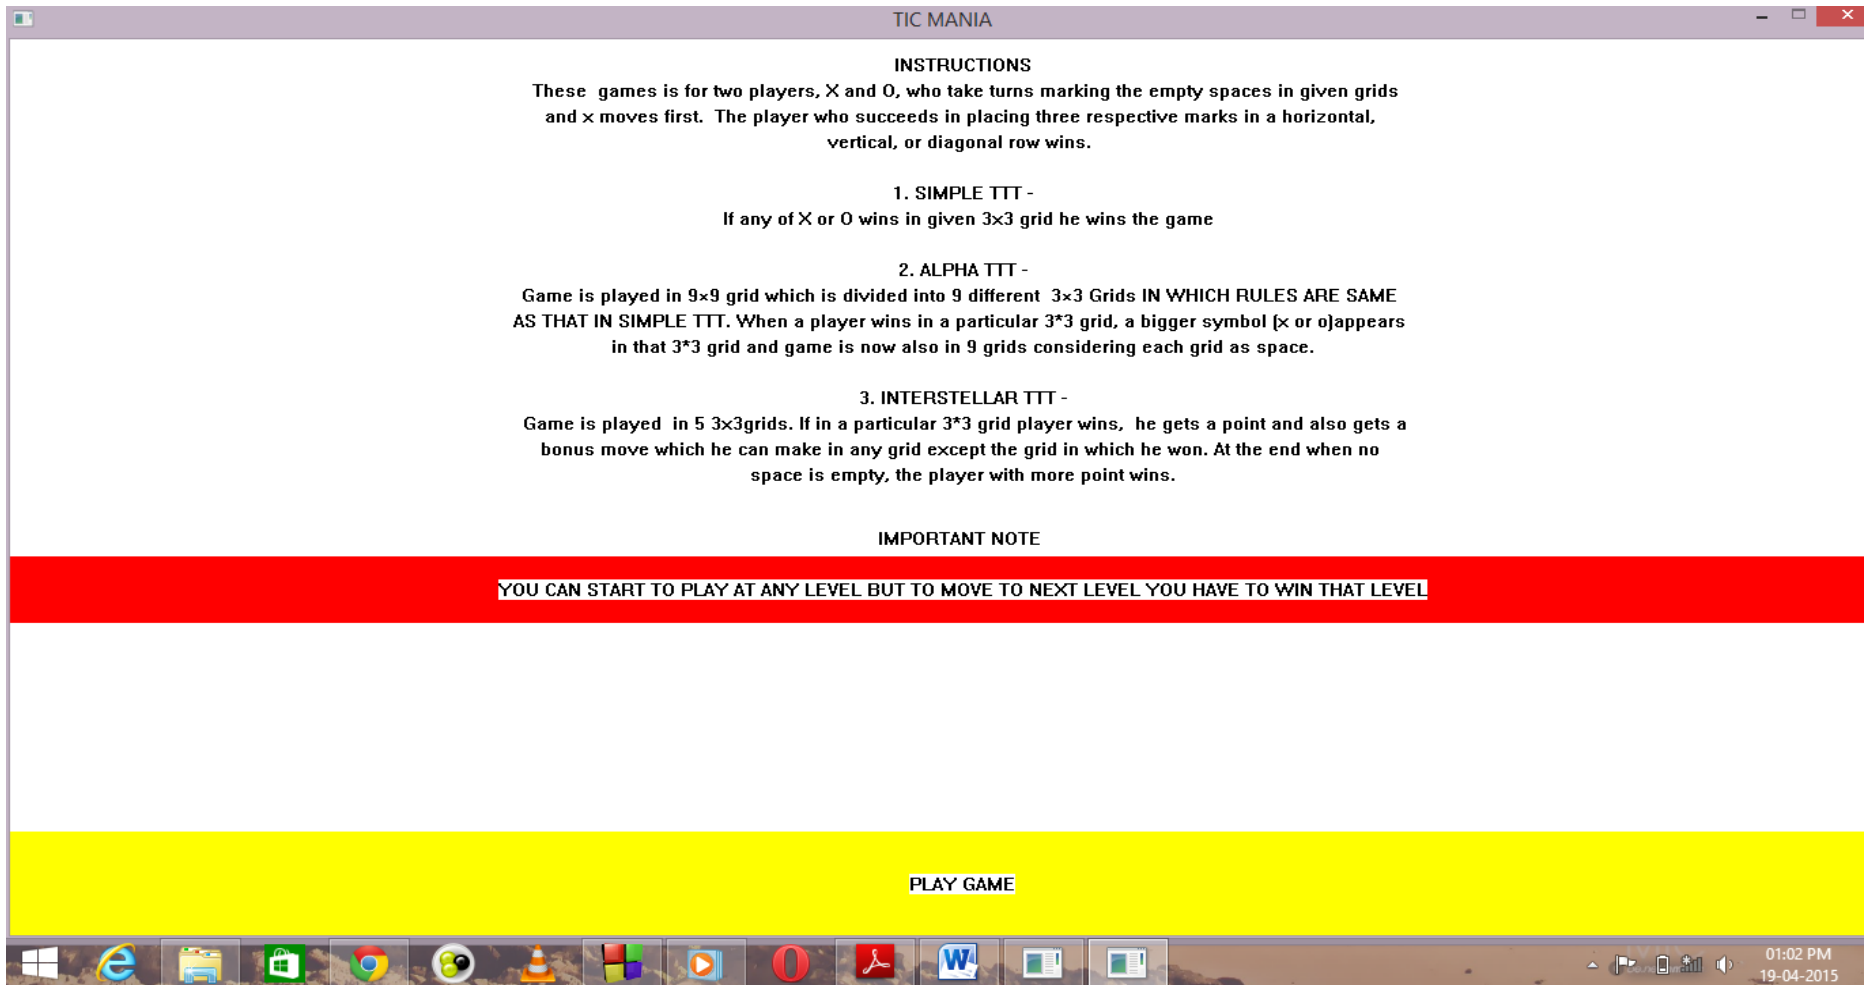 TIC MANIA
INSTRUCTIONS
These  games is for two players, X and O, who take turns marking the empty spaces in given grids
and x moves first.  The player who succeeds in placing three respective marks in a horizontal,
vertical, or diagonal row wins.
1. SIMPLE TTT -
If any of X or O wins in given 3×3 grid he wins the game
2. ALPHA TTT -
Game is played in 9×9 grid which is divided into 9 different  3×3 Grids IN WHICH RULES ARE SAME
AS THAT IN SIMPLE TTT. When a player wins in a particular 3*3 grid, a bigger symbol (x or o)appears
in that 3*3 grid and game is now also in 9 grids considering each grid as space.
3. INTERSTELLAR TTT -
Game is played  in 5 3×3grids. If in a particular 3*3 grid player wins,  he gets a point and also gets a
bonus move which he can make in any grid except the grid in which he won. At the end when no
space is empty, the player with more point wins.
IMPORTANT NOTE
YOU CAN START TO PLAY AT ANY LEVEL BUT TO MOVE TO NEXT LEVEL YOU HAVE TO WIN THAT LEVEL
PLAY GAME
01:02 PM
19-04-2015